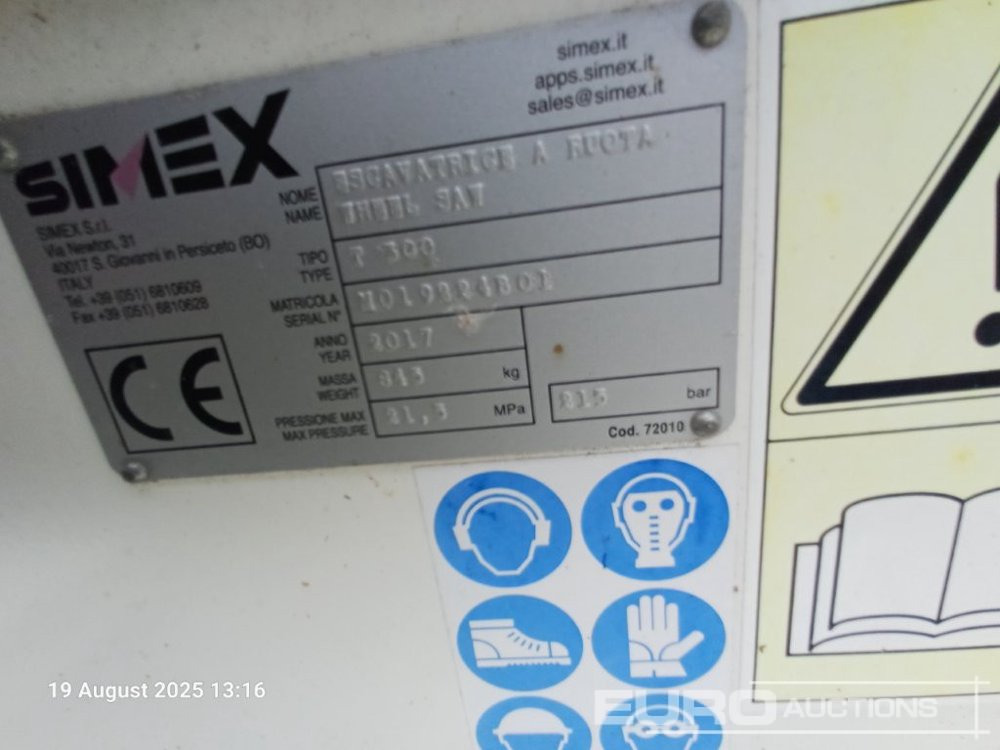 simex.it
apps.simex.it
sales@simex.it
SIMEX
SIMEX S.r.l.
Via Newton, 31
40017 S. Giovanni in Persiceto (BO)
ITALY
Tel. +39 (051) 6810609
Fax +39 (051) 6810628
NOME ESCAVATRICE A RUOTA
NAME WHEEL SAW
TIPO
TYPE T 300
MATRICOLA
SERIAL N° M019824B01
ANNO
YEAR 2017
MASSA
WEIGHT kg
PRESSIONE MAX
MAX PRESSURE MPa
215 bar
Cod. 72010
CE
19 August 2025 13:16
EURO AUCTIONS